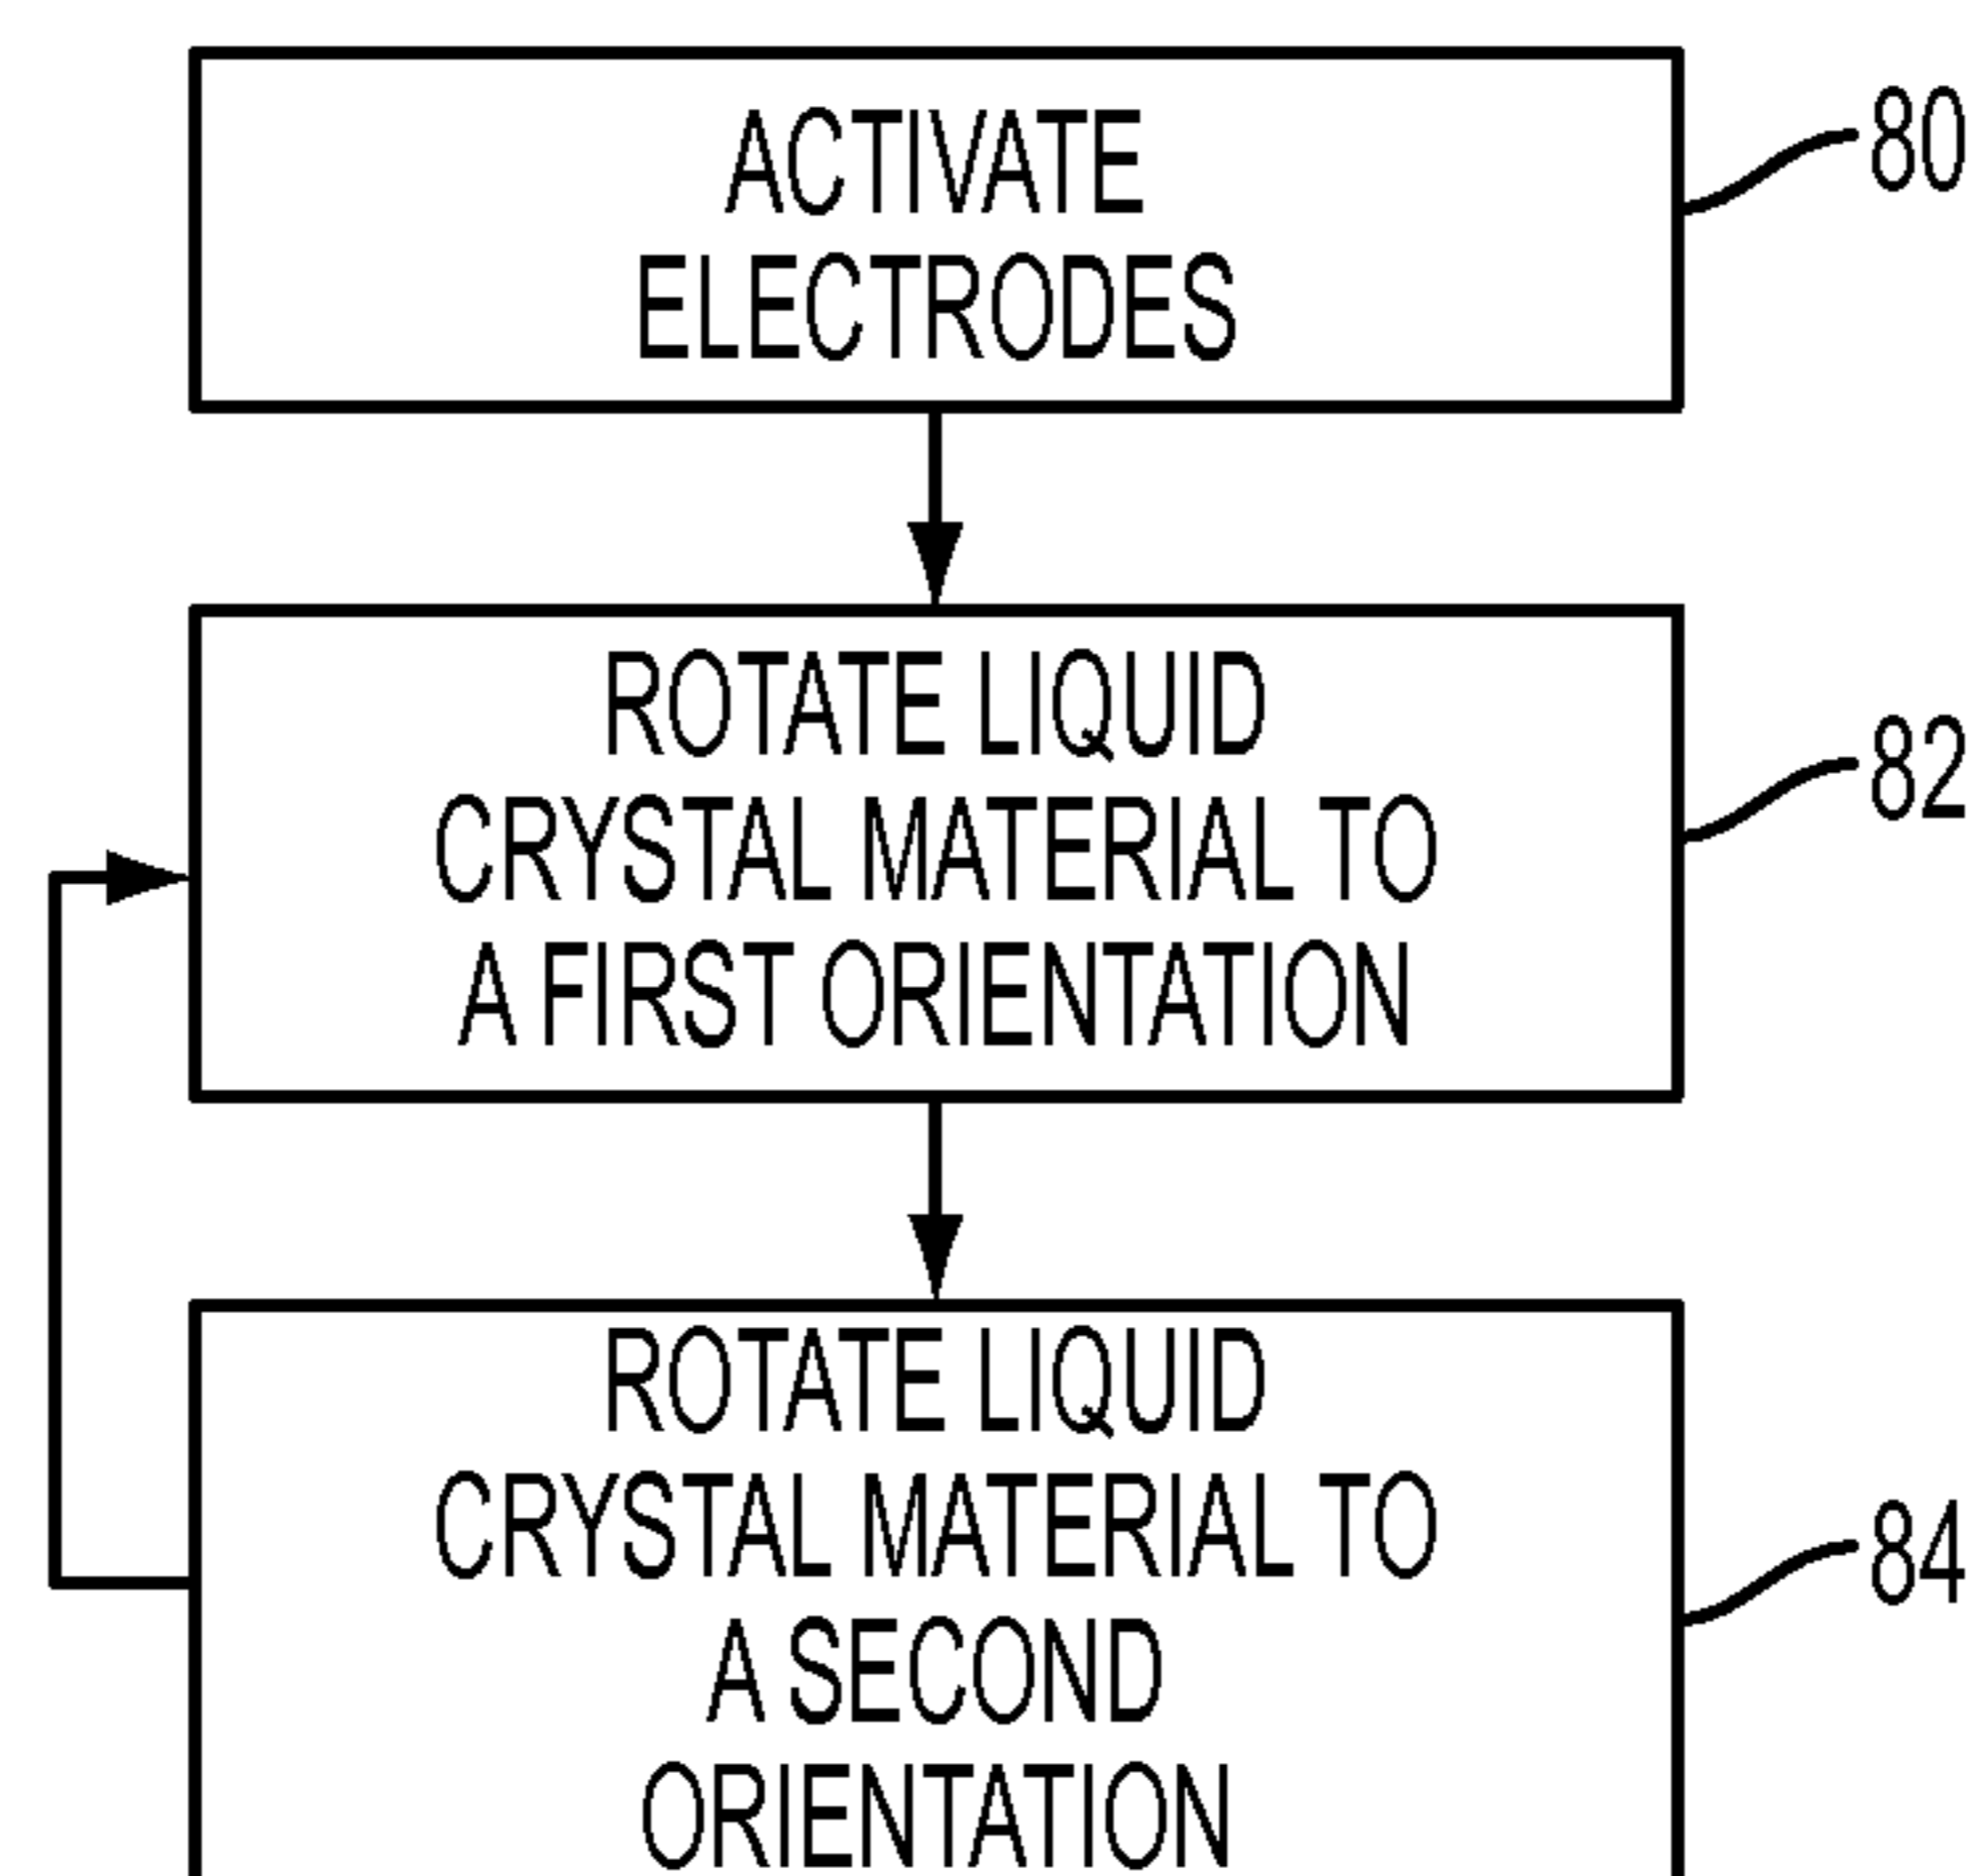 ACTIVATE
ELECTRODES
80
ROTATE LIQUID
CRYSTAL MATERIAL TO
A FIRST ORIENTATION
82
ROTATE LIQUID
CRYSTAL MATERIAL TO
A SECOND
ORIENTATION
84